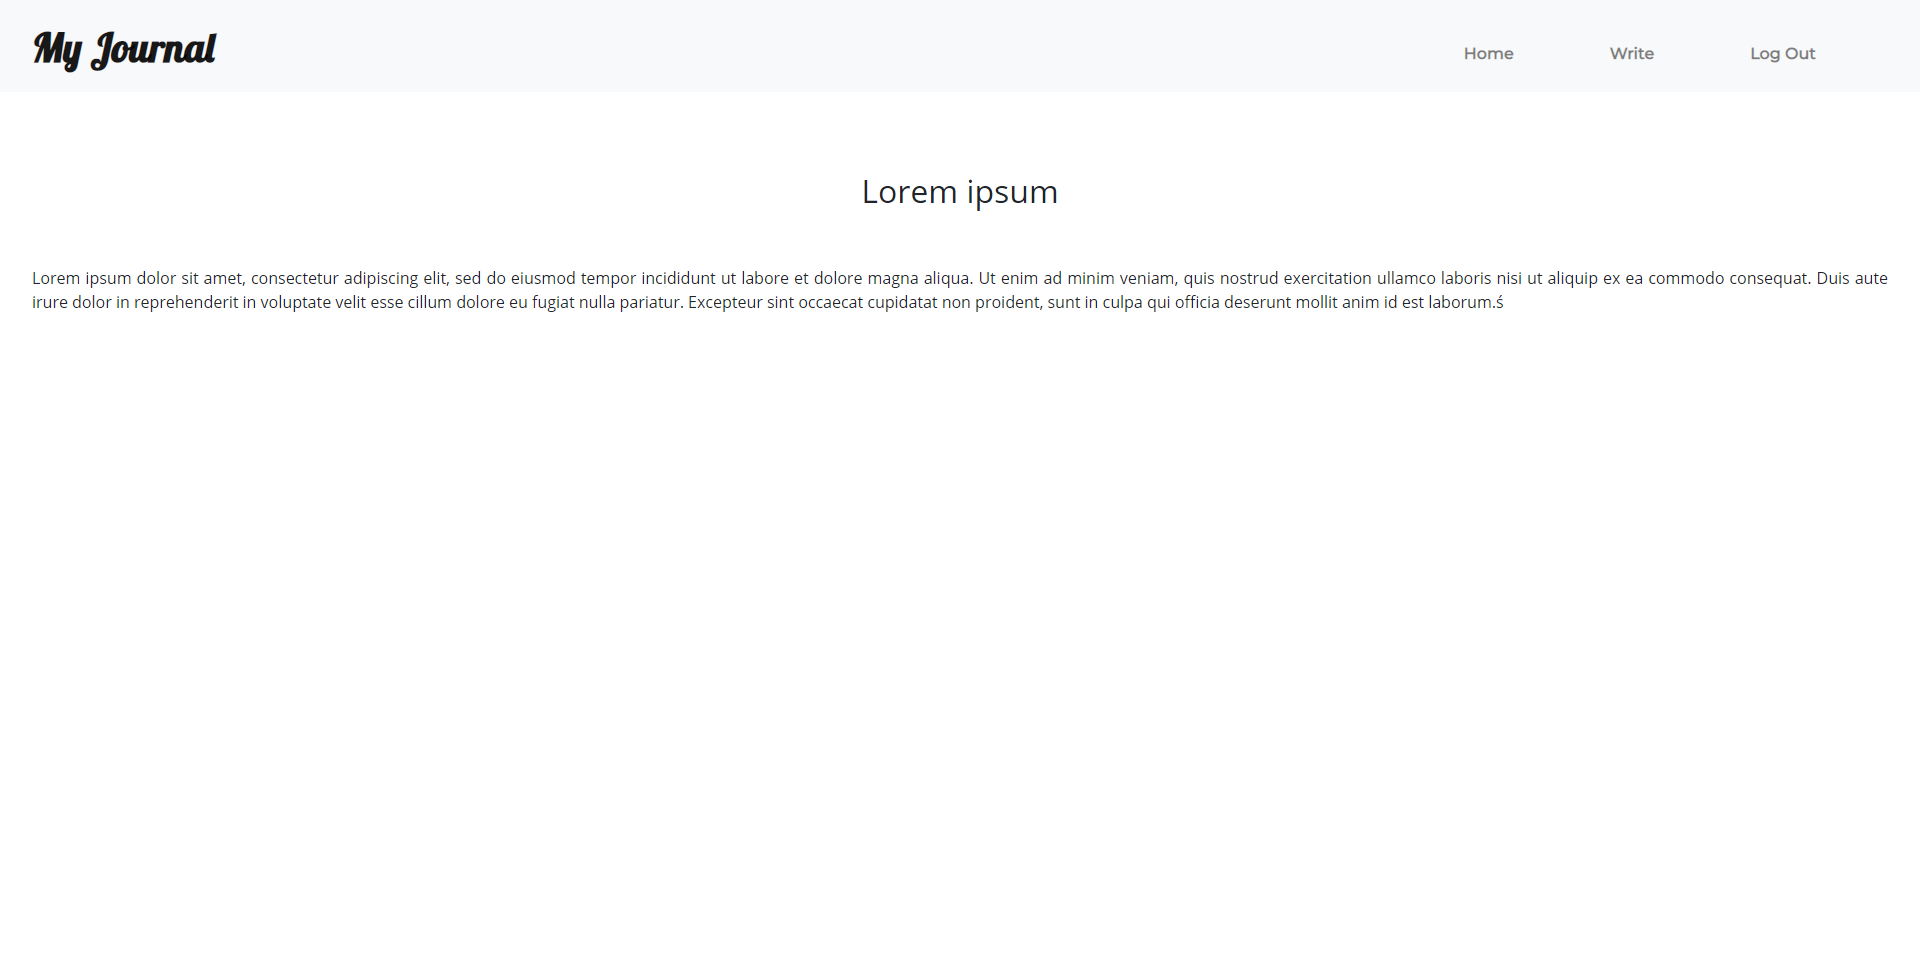 My Journal
Home Write Log Out
Lorem ipsum
Lorem ipsum dolor sit amet, consectetur adipiscing elit, sed do eiusmod tempor incididunt ut labore et dolore magna aliqua. Ut enim ad minim veniam, quis nostrud exercitation ullamco laboris nisi ut aliquip ex ea commodo consequat. Duis aute
irure dolor in reprehenderit in voluptate velit esse cillum dolore eu fugiat nulla pariatur. Excepteur sint occaecat cupidatat non proident, sunt in culpa qui officia deserunt mollit anim id est laborum.ś